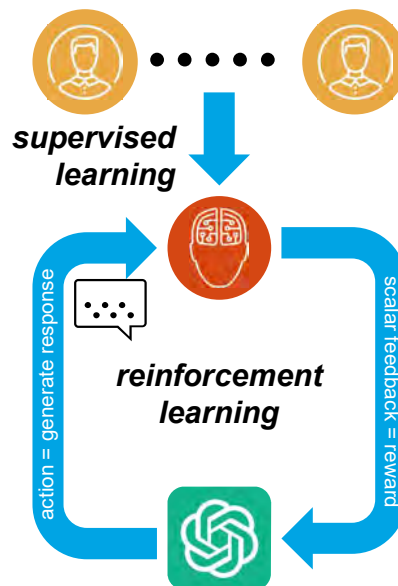 supervised
learning
action = generate response
scalar feedback = reward
reinforcement
learning